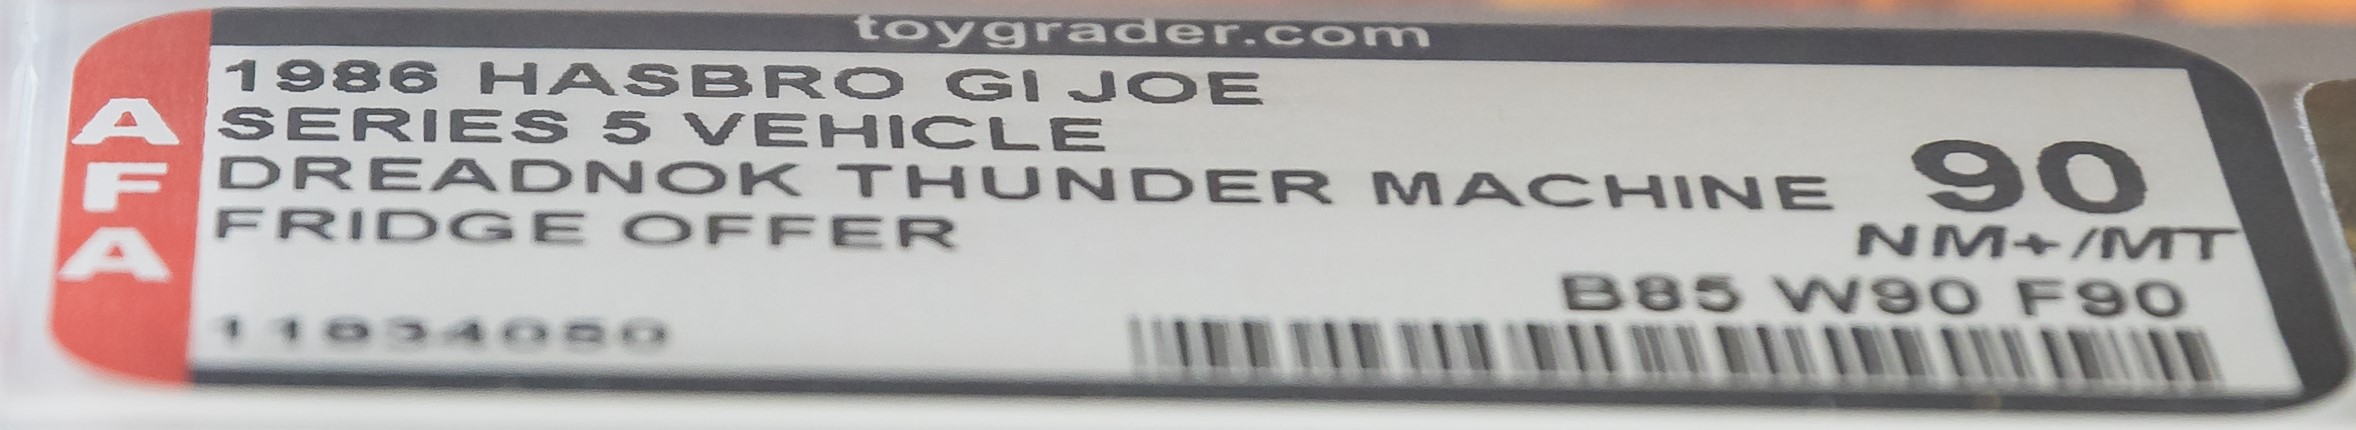 toygrader.com
AFA
1986 HASBRO GI JOE
SERIES 5 VEHICLE
DREADNOK THUNDER MACHINE
FRIDGE OFFER
90
NM+/MT
B85 W90 F90